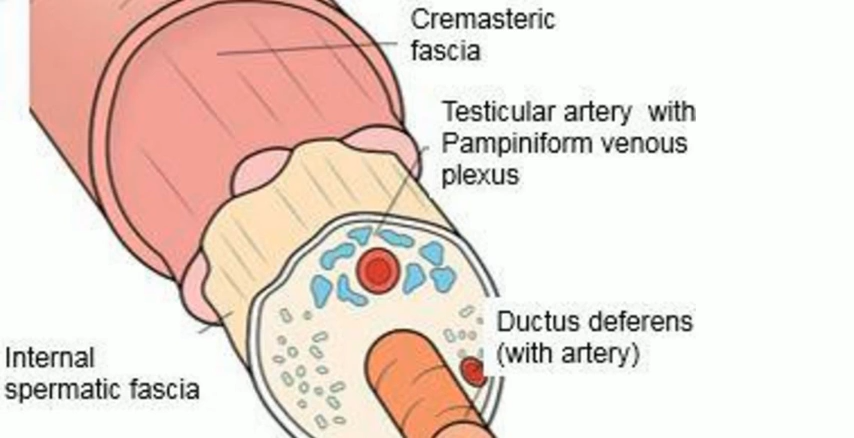 Cremasteric
fascia
Testicular artery with
Pampiniform venous
plexus
Ductus deferens
(with artery)
Internal
spermatic fascia